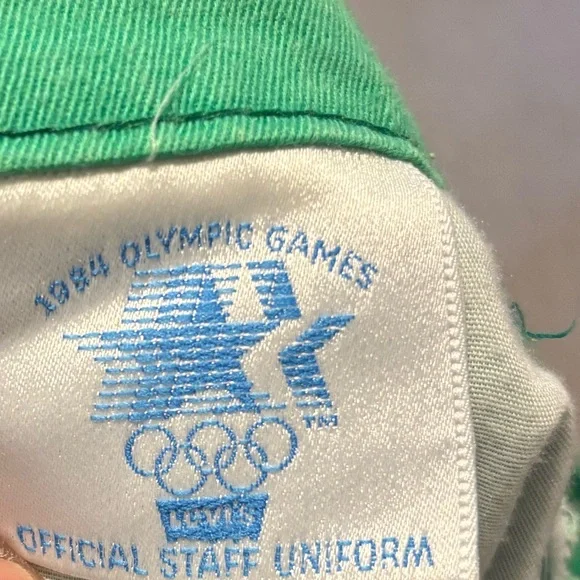 1984 OLYMPIC GAMES
TM
LEVI'S
OFFICIAL STAFF UNIFORM